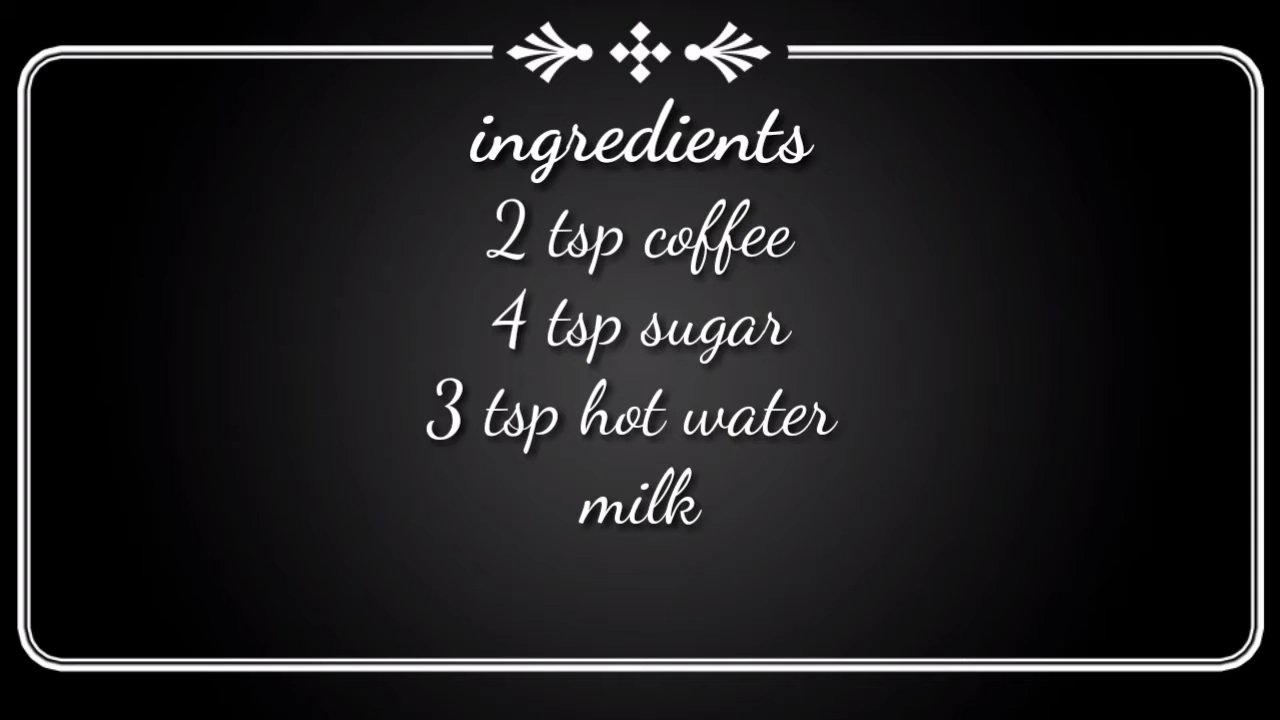 ingredients
2 tsp coffee
4 tsp sugar
3 tsp hot water
milk